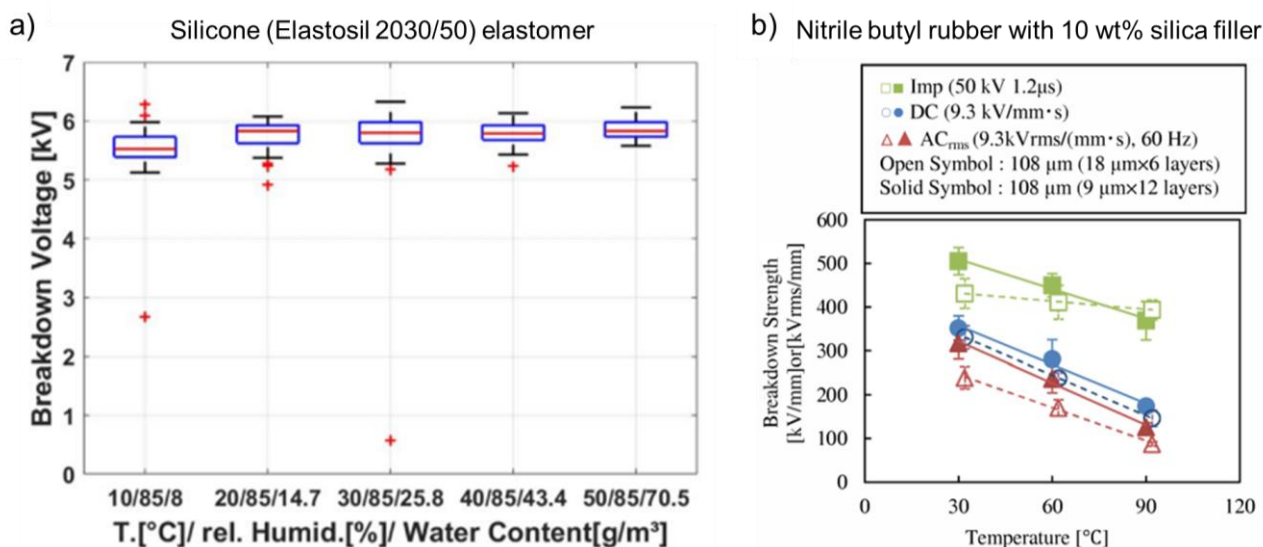 a)
Silicone (Elastosil 2030/50) elastomer
7
6
5
4
3
2
1
0
Breakdown Voltage [kV]
10/85/8 20/85/14.7 30/85/25.8 40/85/43.4 50/85/70.5
T.[°C]/ rel. Humid.[%]/ Water Content[g/m³]
b)
Nitrile butyl rubber with 10 wt% silica filler
Imp (50 kV 1.2μs)
DC (9.3 kV/mm·s)
ACrms (9.3kVrms/(mm·s), 60 Hz)
Open Symbol : 108 μm (18 μm×6 layers)
Solid Symbol : 108 μm (9 μm×12 layers)
600
500
400
300
200
100
0
Breakdown Strength
[kV/mm]or[kVrms/mm]
0 30 60 90 120
Temperature [°C]